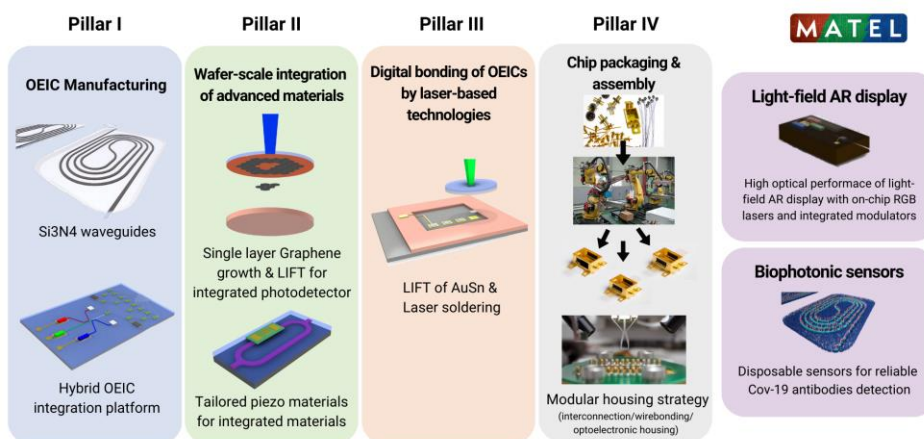 Pillar I
OEIC Manufacturing
Si3N4 waveguides
Hybrid OEIC
integration platform
Pillar II
Wafer-scale integration
of advanced materials
Single layer Graphene
growth & LIFT for
integrated photodetector
Tailored piezo materials
for integrated materials
Pillar III
Digital bonding of OEICs
by laser-based
technologies
LIFT of AuSn &
Laser soldering
Pillar IV
Chip packaging &
assembly
Modular housing strategy
(interconnection/wirebonding/
optoelectronic housing)
MATEL
Light-field AR display
High optical performace of light-
field AR display with on-chip RGB
lasers and integrated modulators
Biophotonic sensors
Disposable sensors for reliable
Cov-19 antibodies detection